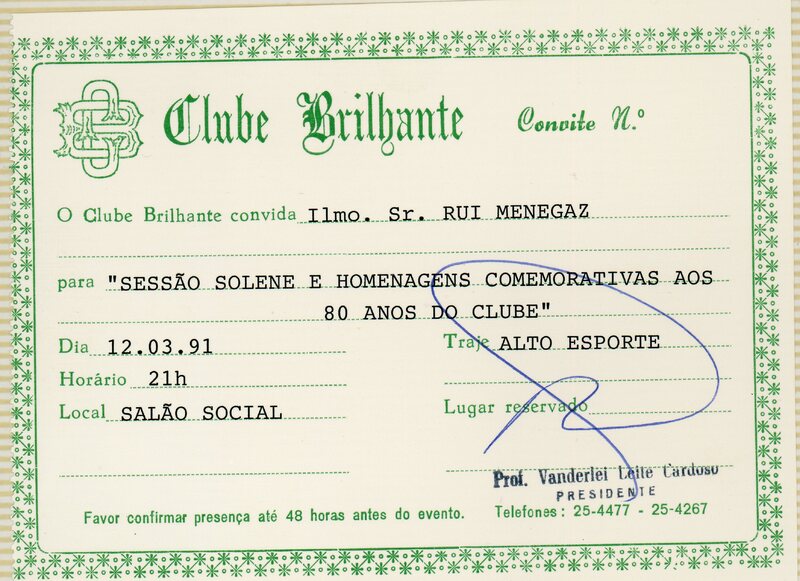 Clube Brilhante Convite N.º
O Clube Brilhante convida Ilmo. Sr. RUI MENEGAZ
para "SESSÃO SOLENE E HOMENAGENS COMEMORATIVAS AOS
80 ANOS DO CLUBE"
Dia 12.03.91 Traje ALTO ESPORTE
Horário 21h
Local SALÃO SOCIAL Lugar reservado
Prof. Vanderlei Leite Cardoso
PRESIDENTE
Favor confirmar presença até 48 horas antes do evento. Telefones: 25-4477 - 25-4267